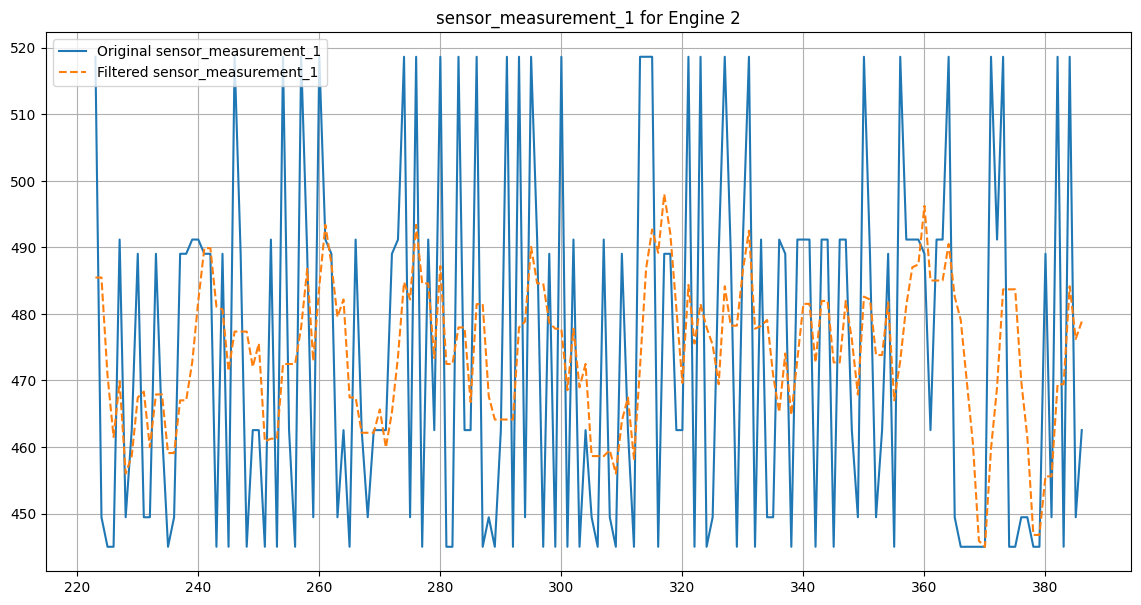 sensor_measurement_1 for Engine 2
520
Original sensor_measurement_1
Filtered sensor_measurement_1
510
500
490
480
470
460
450
220 240 260 280 300 320 340 360 380